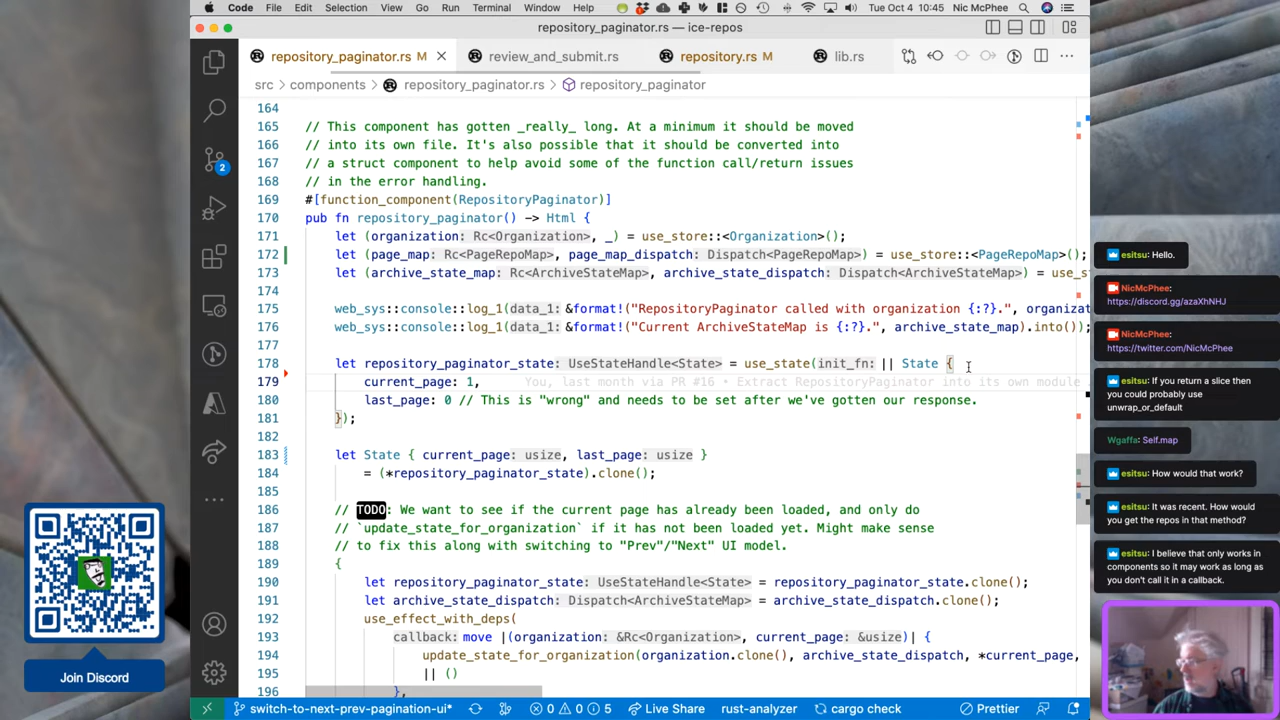 Code File Edit Selection View Go Run Terminal Window Help Tue Oct 4 10:45 Nic McPhee
repository_paginator.rs — ice-repos
repository_paginator.rs M review_and_submit.rs repository.rs M lib.rs
src components repository_paginator.rs repository_paginator
164
165 // This component has gotten _really_ long. At a minimum it should be moved
166 // into its own file. It's also possible that it should be converted into
167 // a struct component to help avoid some of the function call/return issues
168 // in the error handling.
169 #[function_component(RepositoryPaginator)]
170 pub fn repository_paginator() -> Html {
171 let (organization: Rc<Organization>, _) = use_store::<Organization>();
172 let (page_map: Rc<PageRepoMap>, page_map_dispatch: Dispatch<PageRepoMap>) = use_store::<PageRepoMap>();
173 let (archive_state_map: Rc<ArchiveStateMap>, archive_state_dispatch: Dispatch<ArchiveStateMap>) = use_s
174
175 web_sys::console::log_1(data_1: &format!("RepositoryPaginator called with organization {:?}.", organiza
176 web_sys::console::log_1(data_1: &format!("Current ArchiveStateMap is {:?}.", archive_state_map).into());
177
178 let repository_paginator_state: UseStateHandle<State> = use_state(init_fn: || State {
179 current_page: 1, You, last month via PR #16 • Extract RepositoryPaginator into its own module
180 last_page: 0 // This is "wrong" and needs to be set after we've gotten our response.
181 });
182
183 let State { current_page: usize, last_page: usize }
184 = (*repository_paginator_state).clone();
185
186 // TODO: We want to see if the current page has already been loaded, and only do
187 // `update_state_for_organization` if it has not been loaded yet. Might make sense
188 // to fix this along with switching to "Prev"/"Next" UI model.
189 {
190 let repository_paginator_state: UseStateHandle<State> = repository_paginator_state.clone();
191 let archive_state_dispatch: Dispatch<ArchiveStateMap> = archive_state_dispatch.clone();
192 use_effect_with_deps(
193 callback: move |(organization: &Rc<Organization>, current_page: &usize)| {
194 update_state_for_organization(organization.clone(), archive_state_dispatch, *current_page,
195 || ()
196 },
2
switch-to-next-prev-pagination-ui* 0 0 5 Live Share rust-analyzer cargo check Prettier
Join Discord
esitsu: Hello.
NicMcPhee:
https://discord.gg/azaXhNHJ
NicMcPhee:
https://twitter.com/NicMcPhee
esitsu: If you return a slice then
you could probably use
unwrap_or_default
Wgaffa: Self.map
esitsu: How would that work?
esitsu: It was recent. How would
you get the repos in that method?
esitsu: I believe that only works in
components so it may work as long as
you don't call it in a callback.